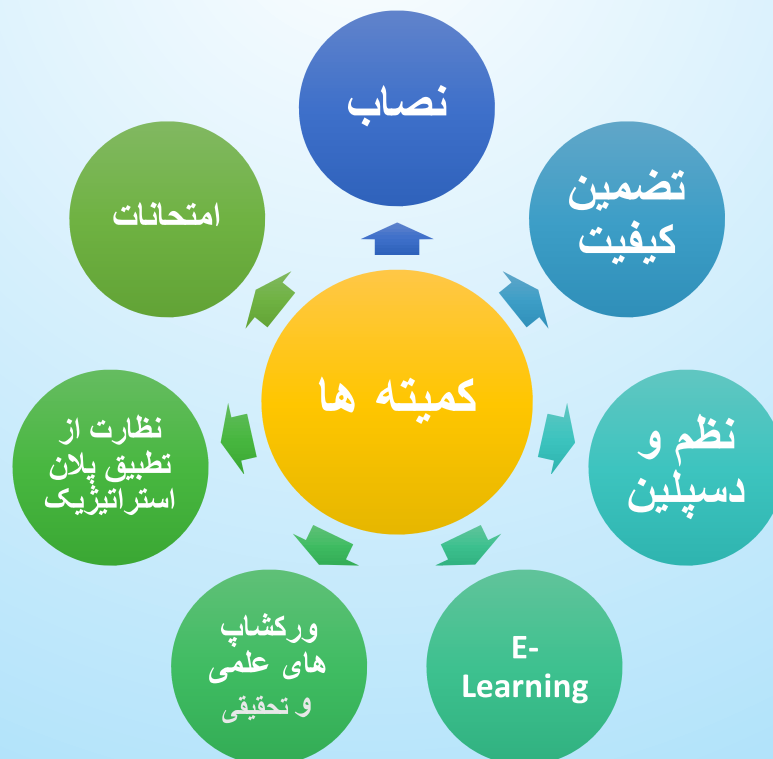 نصاب
تضمین
کیفیت
امتحانات
کمیته ها
نظم و
دسپلین
نظارت از
تطبیق پلان
استراتیژیک
E-
Learning
ورکشاپ
های علمی
و تحقیقی